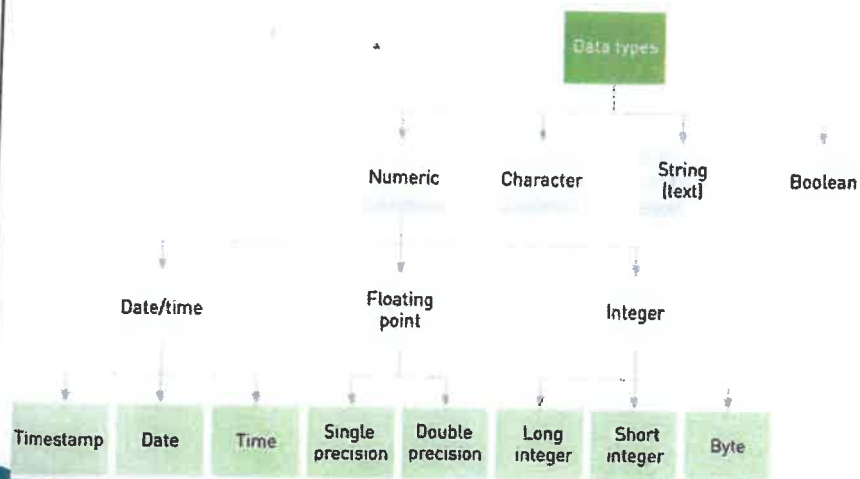 Data types
Numeric
Character
String
(text)
Boolean
Date/time
Floating
point
Integer
Timestamp
Date
Time
Single
precision
Double
precision
Long
integer
Short
integer
Byte